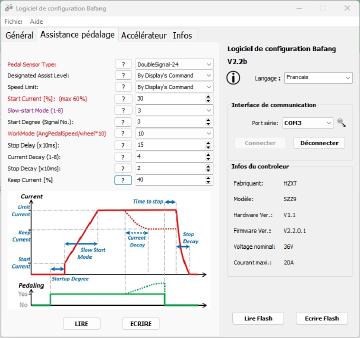 Logiciel de configuration Bafang
Fichier Aider
Général Assistance pédalage Accélérateur Infos
Pedal Sensor Type: ? DoubleSignal-24
Designated Assist Level: ? By Display's Command
Speed Limit: ? By Display's Command
Start Current [%]: (max 60%) ? 30
Slow-start Mode (1-8) ? 3
Start Degree (Signal No.): ? 3
WorkMode (AngPedalSpeed/wheel*10) ? 10
Stop Delay [x10ms): ? 15
Current Decay (1-8): ? 4
Stop Decay [x10ms) ? 2
Keep Current [%] ? 40
Current
Limit Current
Keep Current
Start Current
Time to stop
Current Decay
Slow Start Mode
Stop Decay
Startup Degree
Pedaling
Yes
No
LIRE ECRIRE
Logiciel de configuration Bafang
V2.2b
Langage: Francais
Interface de communication
Port série: COM3
Connecter Déconnecter
Infos du controleur
Fabriquant: HZXT
Modèle: SZZ9
Hardware Ver.: V1.1
Firmware Ver.: V2.2.0.1
Voltage nominal: 36V
Courant maxi.: 20A
Lire Flash Ecrire Flash